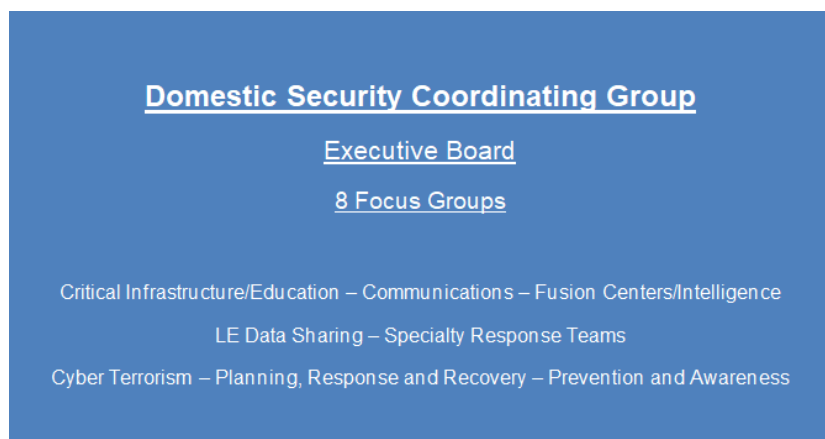 Domestic Security Coordinating Group
Executive Board
8 Focus Groups
Critical Infrastructure/Education – Communications – Fusion Centers/Intelligence
LE Data Sharing – Specialty Response Teams
Cyber Terrorism – Planning, Response and Recovery – Prevention and Awareness